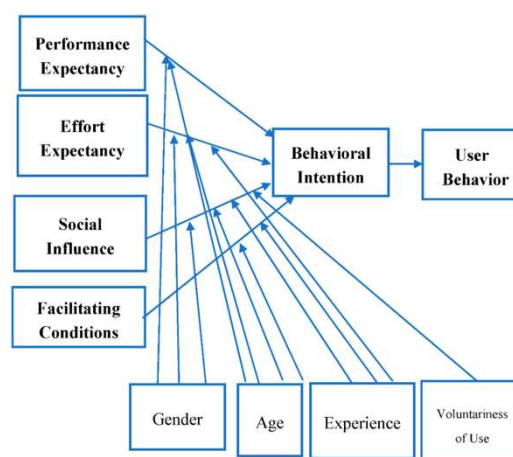 Performance
Expectancy
Effort
Expectancy
Social
Influence
Facilitating
Conditions
Behavioral
Intention
User
Behavior
Gender
Age
Experience
Voluntariness
of Use